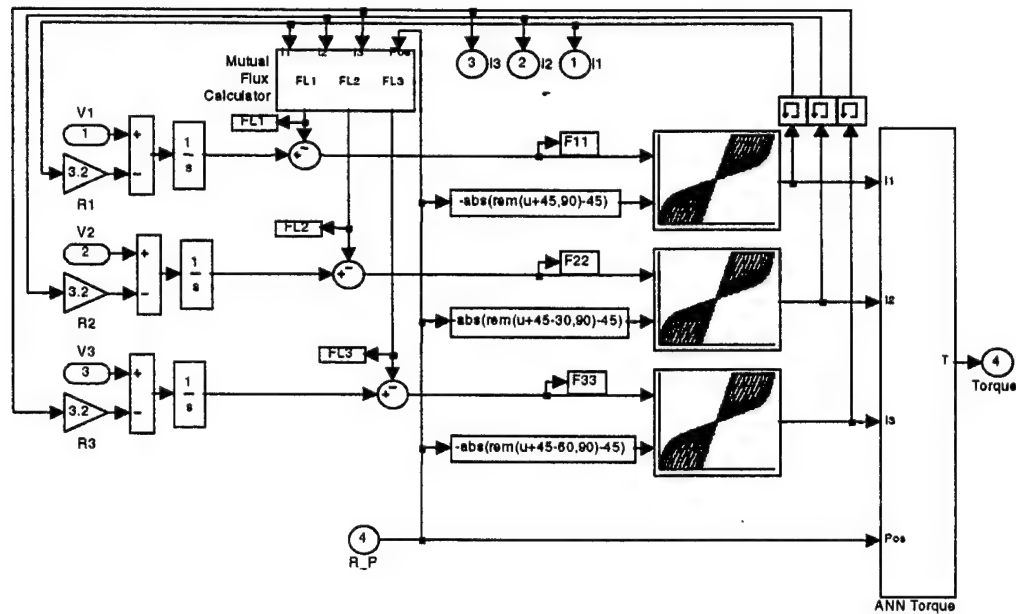 I1 I2 I3 Pos
Mutual Flux Calculator
FL1 FL2 FL3
3 I3 2 I2 1 I1
V1
1
FL1
+
-
1
s
+ -
F11
3.2
R1
-abs(rem(u+45,90)-45)
I1
V2
2
FL2
+
-
1
s
+ -
F22
3.2
R2
-abs(rem(u+45-30,90)-45)
I2
V3
3
FL3
+
-
1
s
+ -
F33
3.2
R3
-abs(rem(u+45-60,90)-45)
I3
T
4
Torque
4
R_P
Pos
ANN Torque